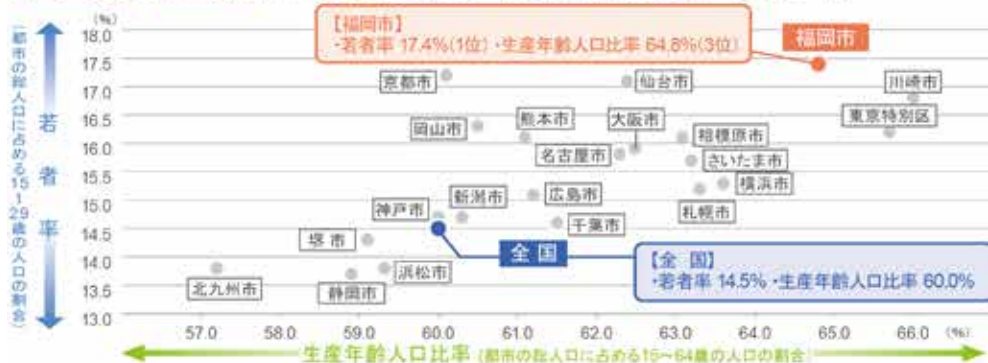 (%)
18.0
17.5
17.0
16.5
16.0
15.5
15.0
14.5
14.0
13.5
13.0
若者率
(都市の総人口に占める15~29歳の人口の割合)
【福岡市】
・若者率 17.4%(1位)・生産年齢人口比率 64.8%(3位)
福岡市
京都市
仙台市
川崎市
岡山市
熊本市
大阪市
東京特別区
名古屋市
相模原市
さいたま市
神戸市
新潟市
広島市
横浜市
札幌市
千葉市
堺市
全国
浜松市
北九州市
静岡市
【全 国】
・若者率 14.5%・生産年齢人口比率 60.0%
57.0 58.0 59.0 60.0 61.0 62.0 63.0 64.0 65.0 66.0 (%)
生産年齢人口比率 (都市の総人口に占める15~64歳の人口の割合)